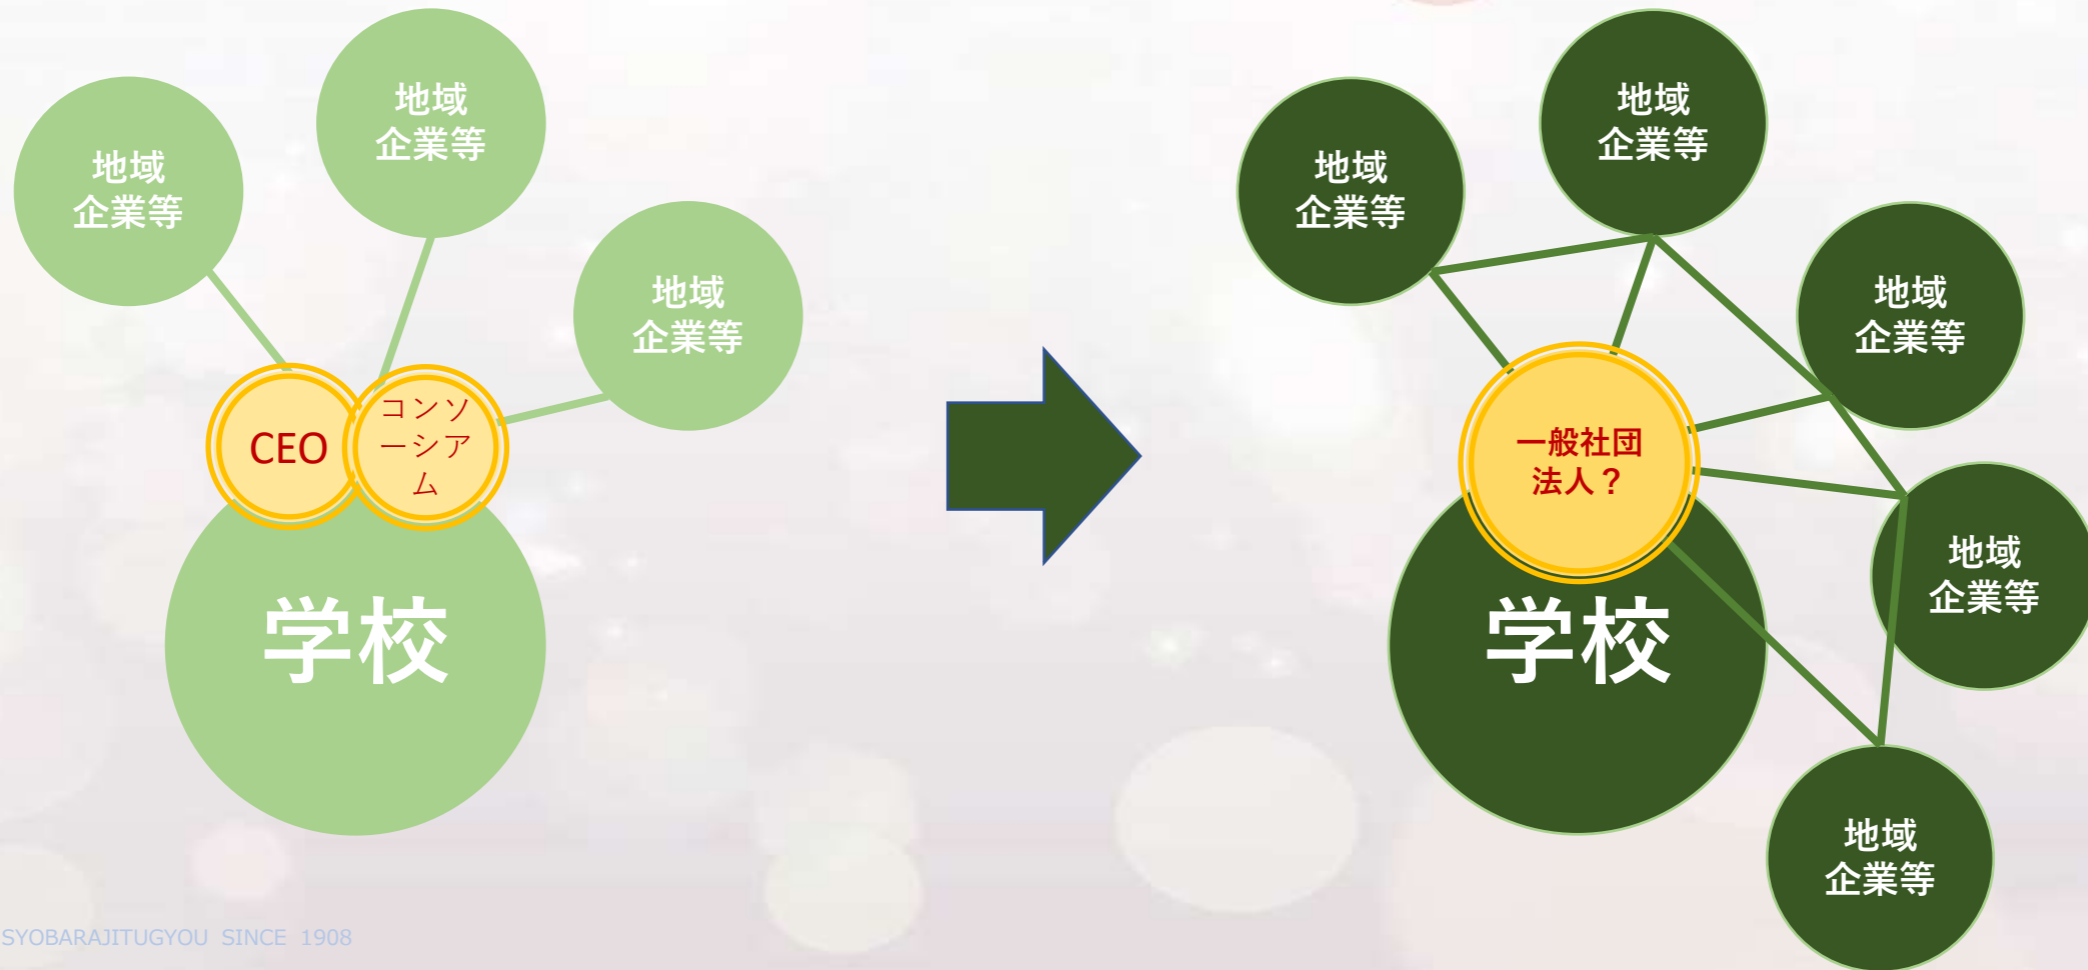 地域
企業等
地域
企業等
地域
企業等
CEO
コンソ
ーシア
ム
学校
地域
企業等
地域
企業等
地域
企業等
一般社団
法人？
地域
企業等
学校
地域
企業等
SYOBARAJITUGYOU SINCE 1908